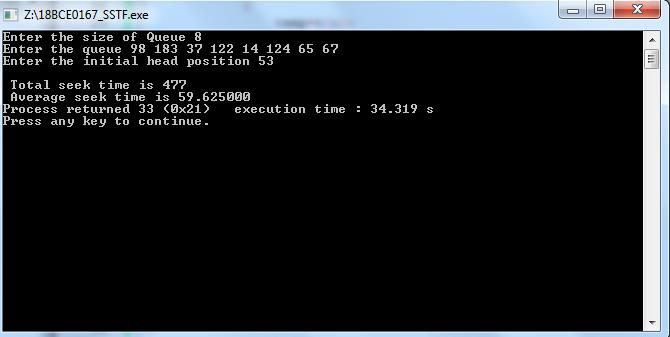 Z:\18BCE0167_SSTF.exe
Enter the size of Queue 8
Enter the queue 98 183 37 122 14 124 65 67
Enter the initial head position 53
Total seek time is 477
Average seek time is 59.625000
Process returned 33 (0x21)   execution time : 34.319 s
Press any key to continue.